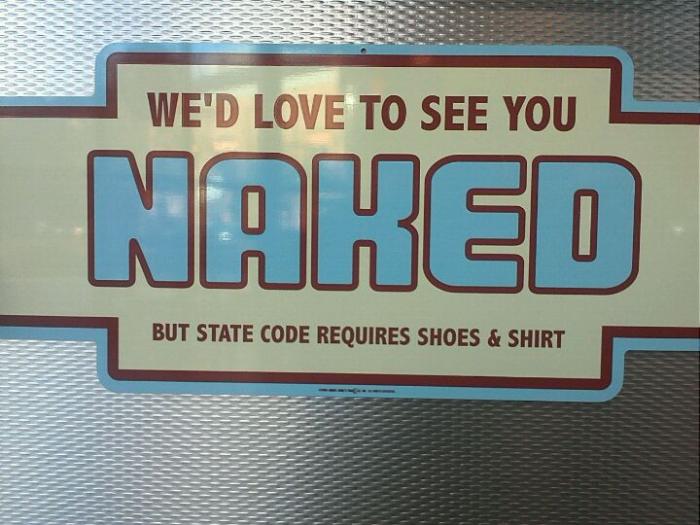 WE'D LOVE TO SEE YOU
NAKED
BUT STATE CODE REQUIRES SHOES & SHIRT